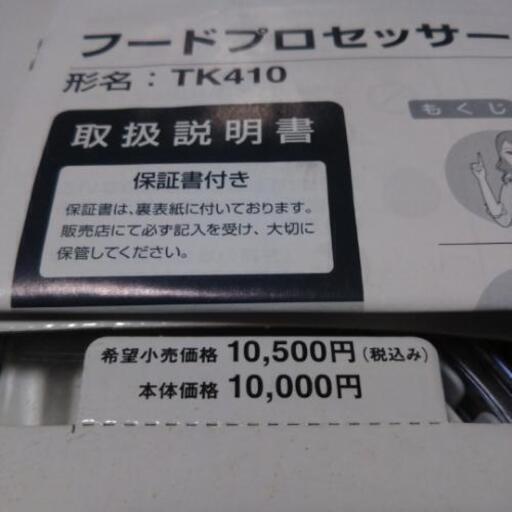 フードプロセッサー
形名：TK410
もくじ
取扱説明書
保証書付き
保証書は、裏表紙に付いております。
販売店にて必ず記入を受け、大切に
保管してください。
希望小売価格 10,500円（税込み）
本体価格 10,000円